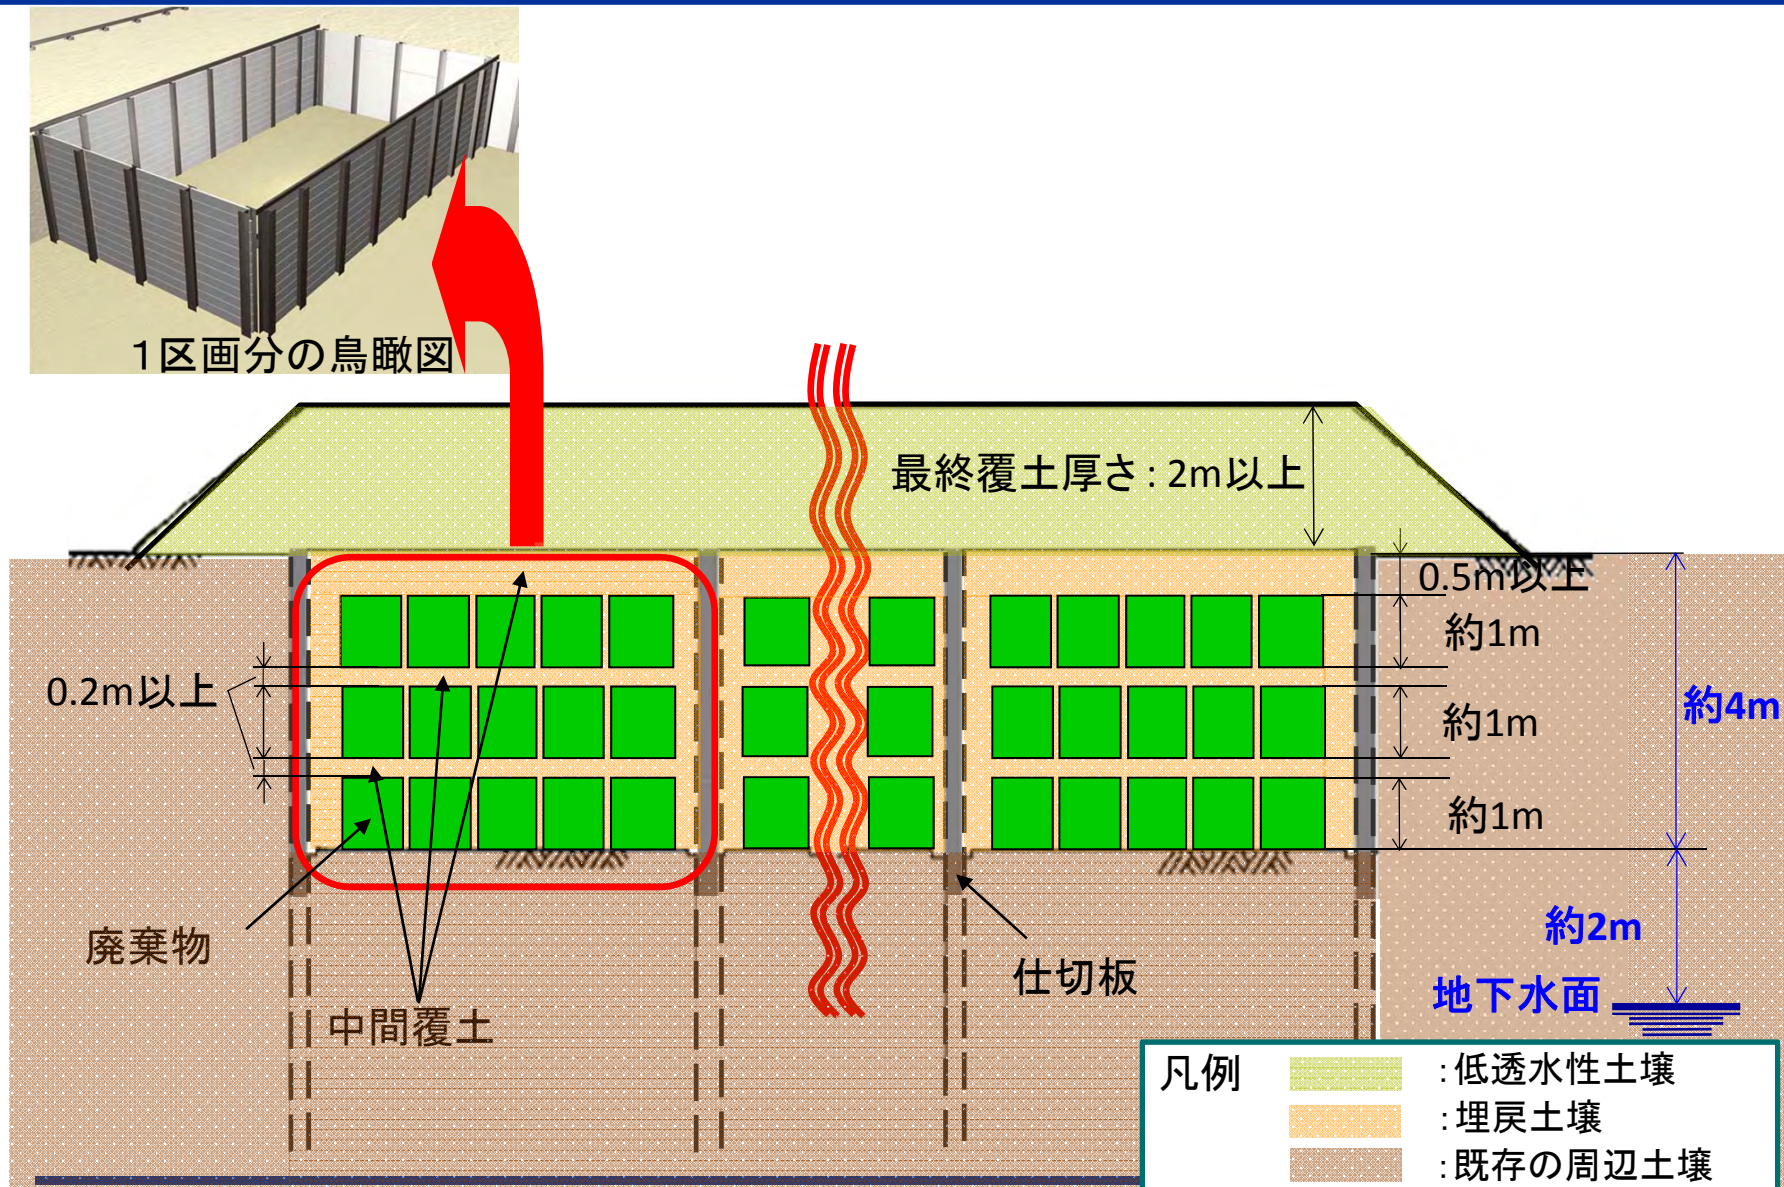 1区画分の鳥瞰図
最終覆土厚さ：2m以上
0.5m以上
約1m
0.2m以上
約1m
約4m
約1m
廃棄物
中間覆土
仕切板
約2m
地下水面
凡例
：低透水性土壌
：埋戻土壌
：既存の周辺土壌